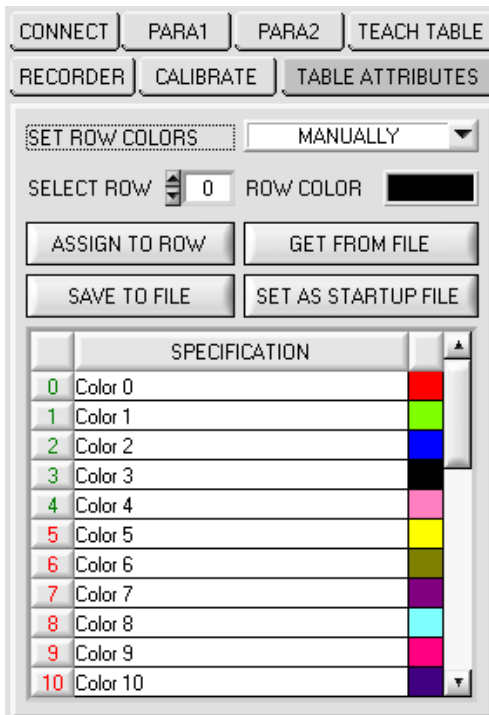 CONNECT PARA1 PARA2 TEACH TABLE
RECORDER CALIBRATE TABLE ATTRIBUTES
SET ROW COLORS MANUALLY
SELECT ROW 0 ROW COLOR
ASSIGN TO ROW GET FROM FILE
SAVE TO FILE SET AS STARTUP FILE
SPECIFICATION
0 Color 0
1 Color 1
2 Color 2
3 Color 3
4 Color 4
5 Color 5
6 Color 6
7 Color 7
8 Color 8
9 Color 9
10 Color 10